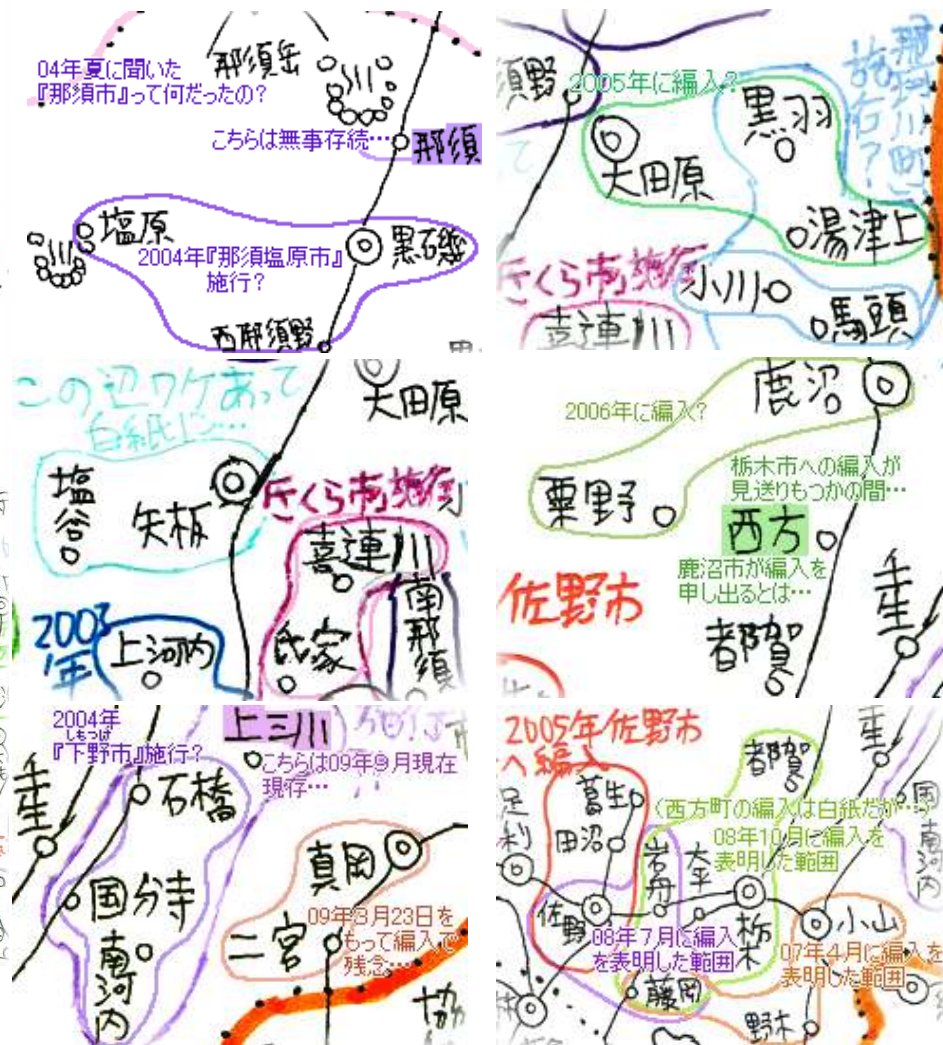 04年夏に聞いた
『那須市』って何だったの?
那須岳
こちらは無事存続…
那須
塩原
2004年『那須塩原市』
施行?
黒石幾
西那須野
須野
2005年に編入?
黒羽
大田原
湯津上
那珂川町
施行?
さくら市施行
小川
馬頭
喜連川
この辺ワケあって
白紙に…
大田原
塩谷
矢板
さくら市施行
喜連川
2003
年
上河内
氏家
南那須
鹿沼
2006年に編入?
栃木市への編入が
見送りもつかの間…
粟野
西方
鹿沼市が編入を
申し出るとは…
佐野市
都賀
壬生
2004年
しもつけ
『下野市』施行?
上三川
こちらは09年9月現在
現存…
石橋
壬生
真岡
国分寺
09年3月23日を
もって編入で
残念…
二宮
南河内
2005年佐野市
へ編入
都賀
壬生
葛生
(西方町の編入は白紙だが…)
足利
田沼
08年10月に編入を
表明した範囲
国
南河内
岩舟
大平
佐野
栃木
小山
08年7月に編入
を表明した範囲
07年4月に編入を
表明した範囲
藤岡
野木